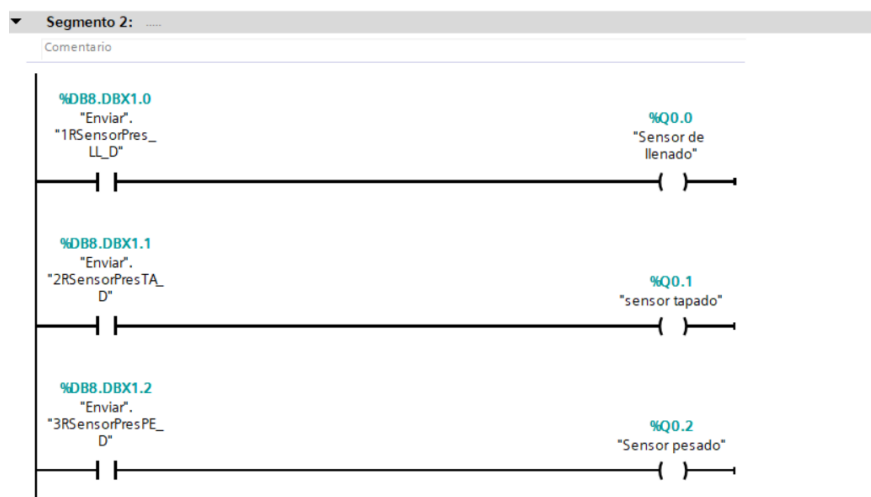 Segmento 2: .....
Comentario
%DB8.DBX1.0
"Enviar".
"1RSensorPres_
LL_D"
%Q0.0
"Sensor de
llenado"
%DB8.DBX1.1
"Enviar".
"2RSensorPresTA_
D"
%Q0.1
"sensor tapado"
%DB8.DBX1.2
"Enviar".
"3RSensorPresPE_
D"
%Q0.2
"Sensor pesado"